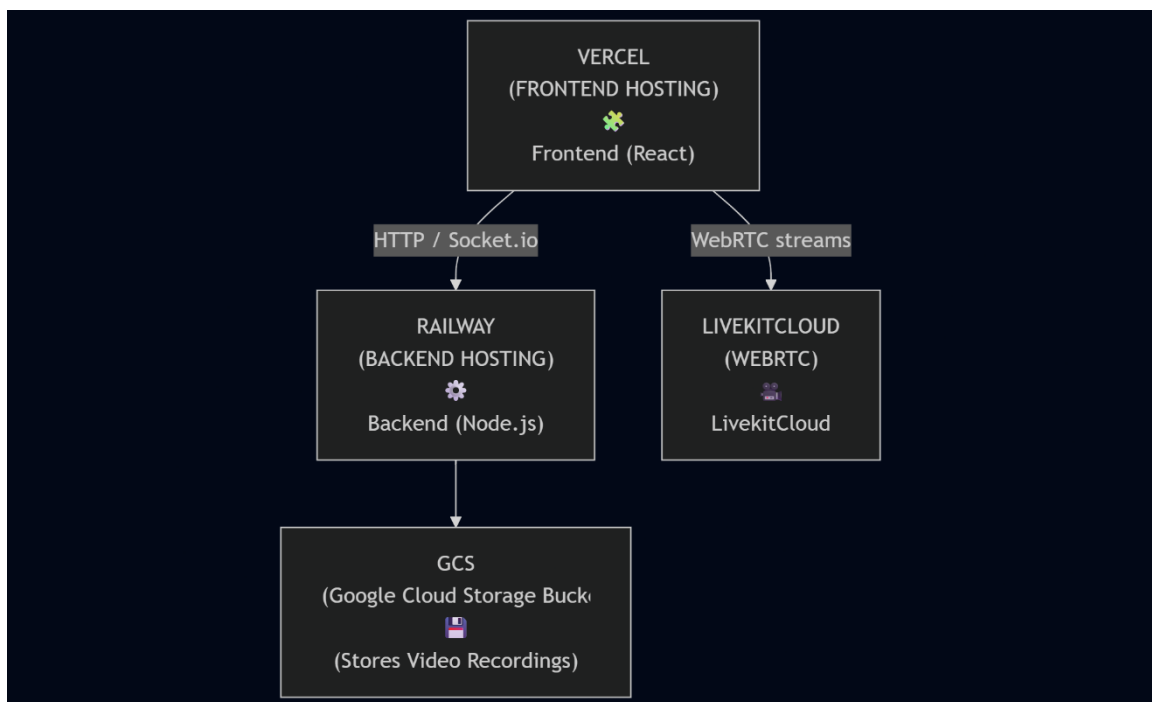 VERCEL
(FRONTEND HOSTING)
Frontend (React)
HTTP / Socket.io
WebRTC streams
RAILWAY
(BACKEND HOSTING)
Backend (Node.js)
LIVEKITCLOUD
(WEBRTC)
LivekitCloud
GCS
(Google Cloud Storage Bucke
(Stores Video Recordings)